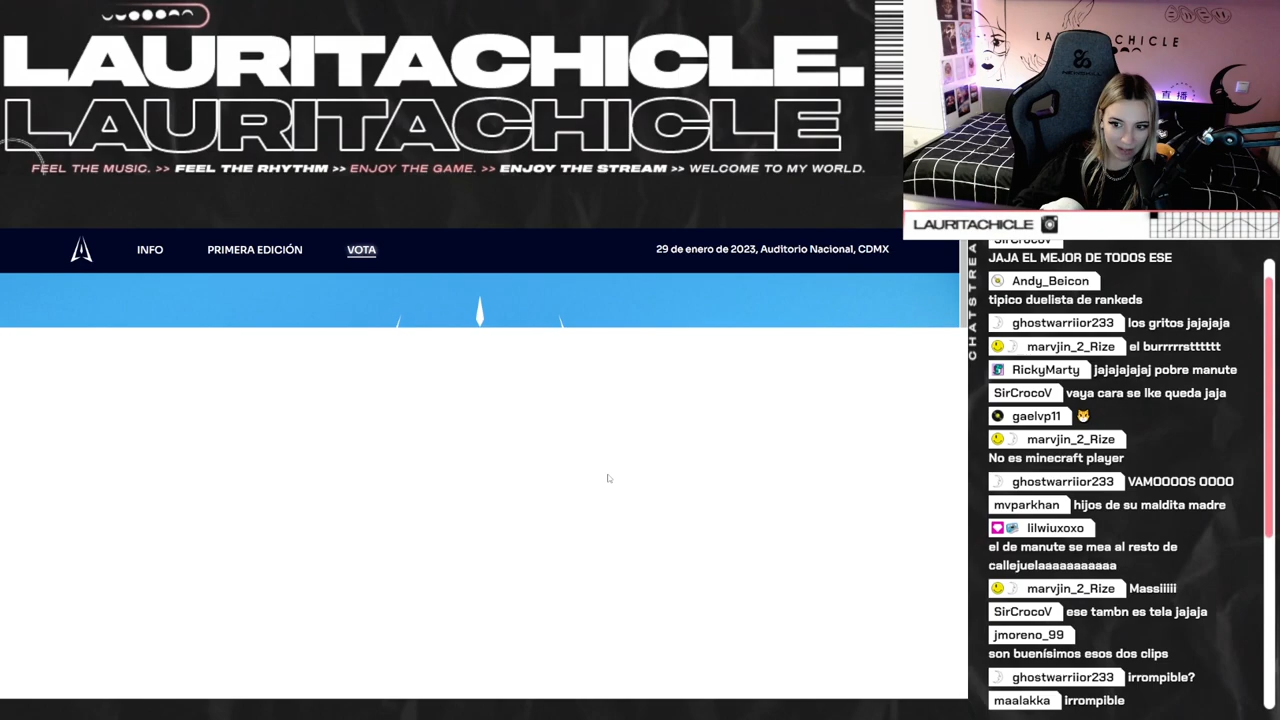 LAURITACHICLE.
LAURITACHICLE
FEEL THE MUSIC. >> FEEL THE RHYTHM >> ENJOY THE GAME. >> ENJOY THE STREAM >> WELCOME TO MY WORLD.
LAURITACHICLE
INFO PRIMERA EDICIÓN VOTA 29 de enero de 2023, Auditorio Nacional, CDMX
CHATSTREA
SirCrocoV
JAJA EL MEJOR DE TODOS ESE
Andy_Beicon
tipico duelista de rankeds
ghostwarriior233 los gritos jajajaja
marvjin_2_Rize el burrrrrsttttt
RickyMarty jajajajajaj pobre manute
SirCrocoV vaya cara se lke queda jaja
gaelvp11
marvjin_2_Rize
No es minecraft player
ghostwarriior233 VAMOOOOS OOOO
mvparkhan hijos de su maldita madre
lilwiuxoxo
el de manute se mea al resto de
callejuelaaaaaaaaaaa
marvjin_2_Rize Massiiiii
SirCrocoV ese tambn es tela jajaja
jmoreno_99
son buenísimos esos dos clips
ghostwarriior233 irrompible?
maalakka irrompible